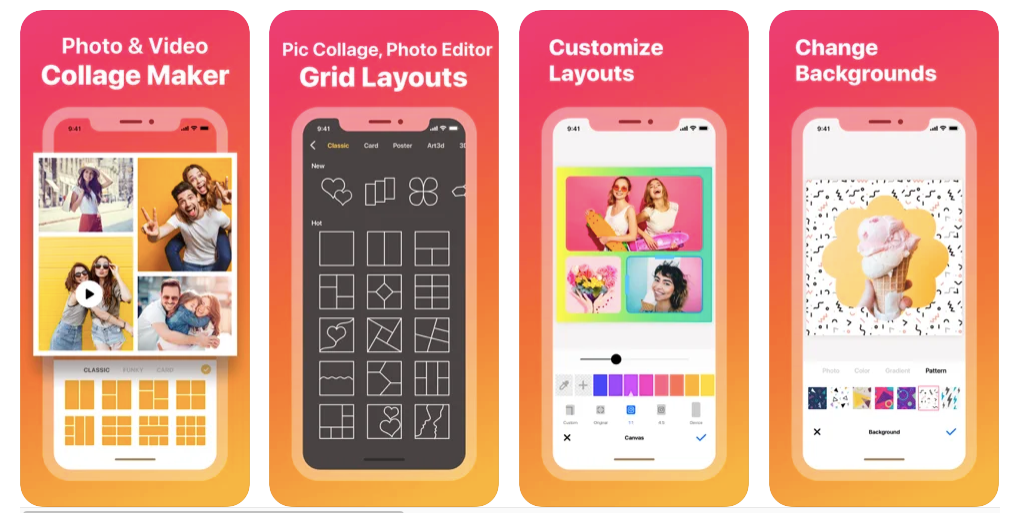 Photo & Video
Collage Maker
9:41
CLASSIC FUNKY CARD
Pic Collage, Photo Editor
Grid Layouts
9:41
Classic Card Poster Art3d 3D
New
Hot
Customize
Layouts
9:41
Custom Original 1:1 4:5
Canvas
Change
Backgrounds
9:41
Photo Color Gradient Pattern
Background